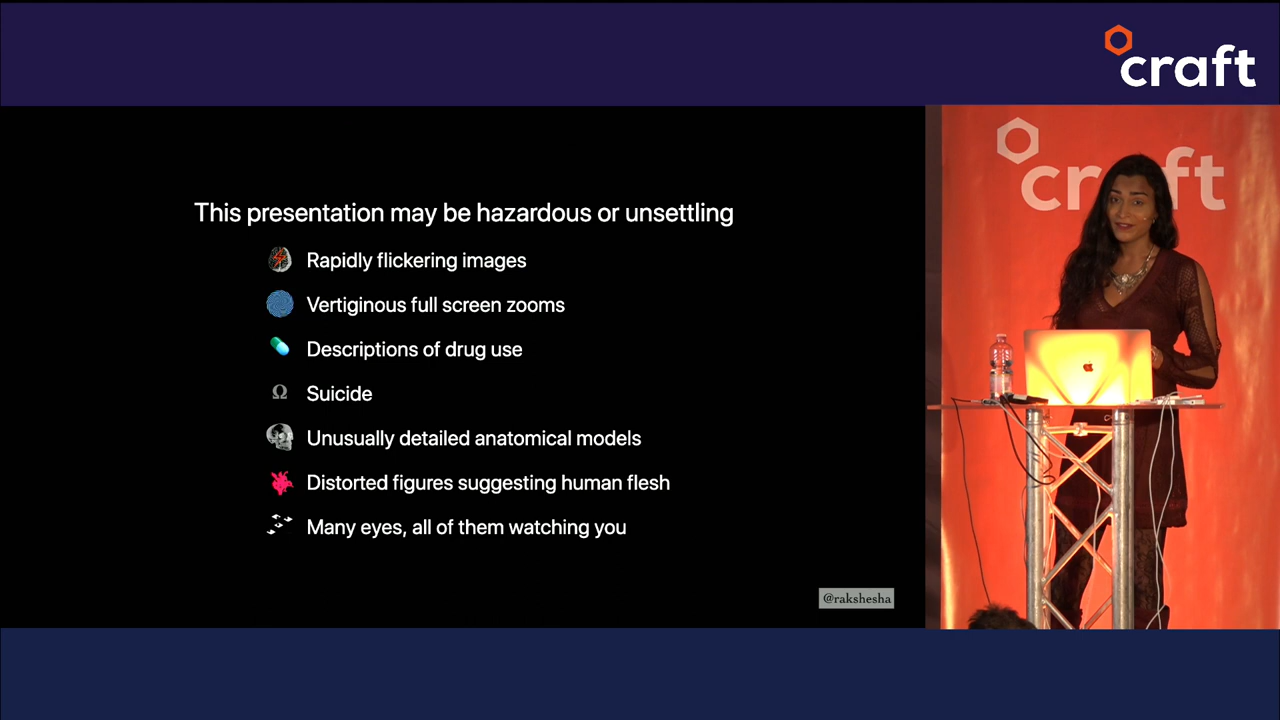 craft
craft
This presentation may be hazardous or unsettling
Rapidly flickering images
Vertiginous full screen zooms
Descriptions of drug use
Ω Suicide
Unusually detailed anatomical models
Distorted figures suggesting human flesh
Many eyes, all of them watching you
@rakshesha